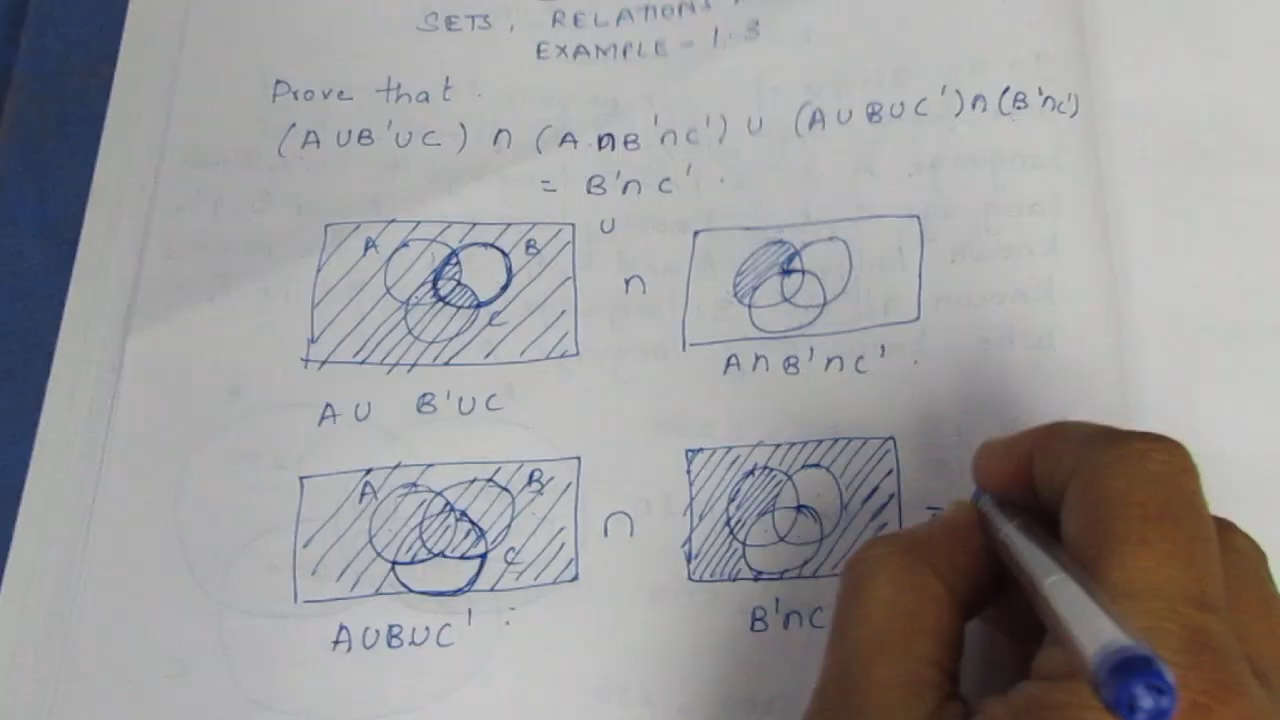 SETS, RELATIONS
EXAMPLE - 1.3
Prove that.
(A ∪ B' ∪ C) ∩ (A ∩ B' ∩ C') ∪ (A ∪ B ∪ C') ∩ (B' ∩ C')
= B' ∩ C'.
∪
A B
∩
C
A ∩ B' ∩ C'.
A ∪ B' ∪ C
A B
∩
=
C
A ∪ B ∪ C'
B' ∩ C